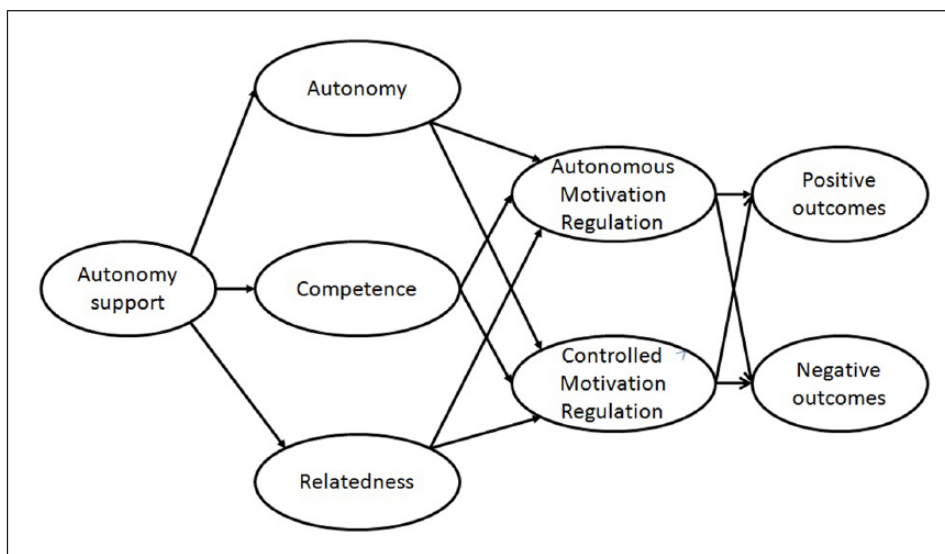 Autonomy
Autonomous
Motivation
Regulation
Positive
outcomes
Autonomy
support
Competence
Controlled
Motivation
Regulation
Negative
outcomes
Relatedness